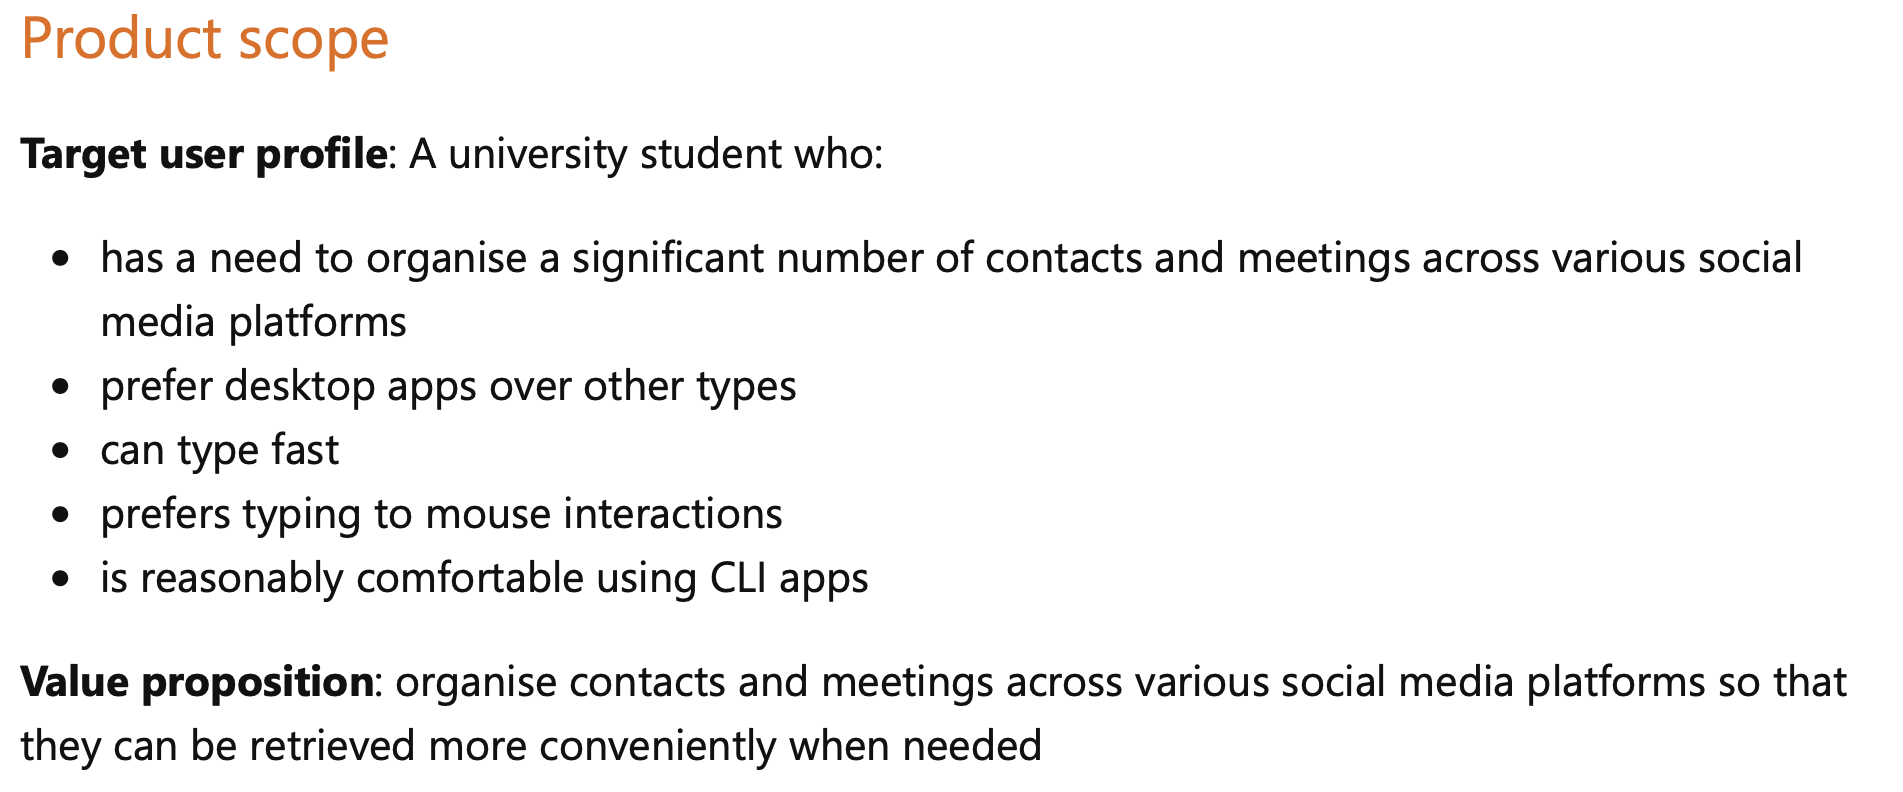 Product scope
Target user profile: A university student who:
• has a need to organise a significant number of contacts and meetings across various social
media platforms
• prefer desktop apps over other types
• can type fast
• prefers typing to mouse interactions
• is reasonably comfortable using CLI apps
Value proposition: organise contacts and meetings across various social media platforms so that
they can be retrieved more conveniently when needed